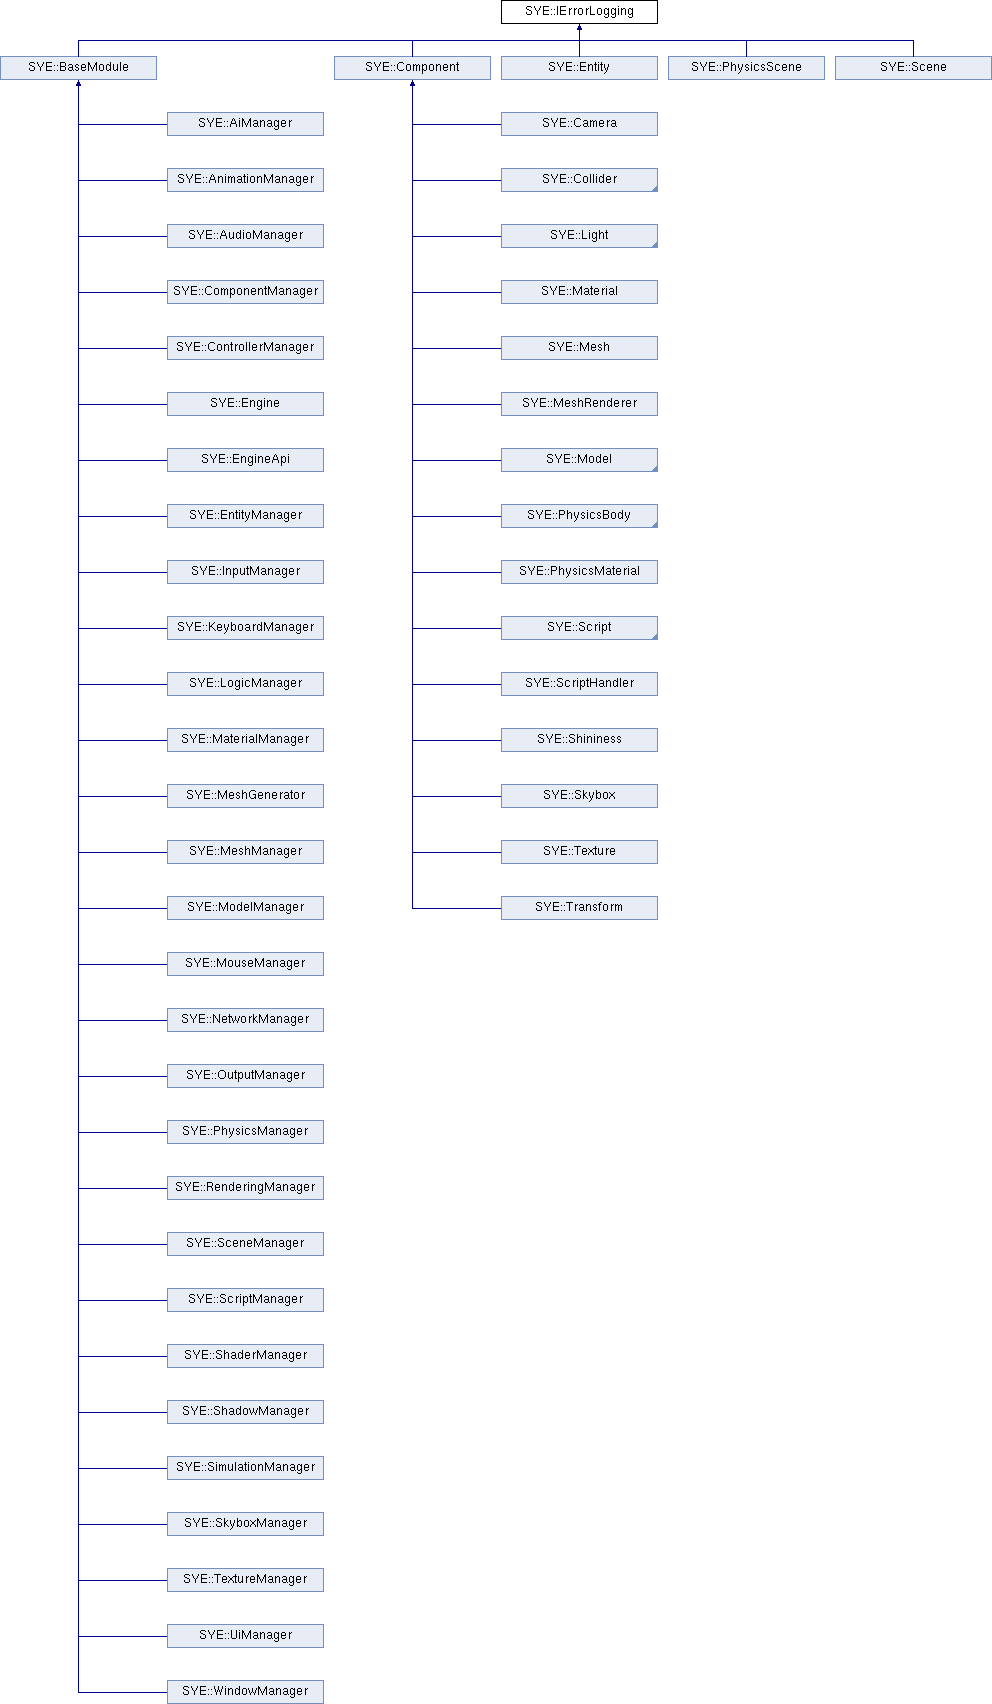 SYE::IErrorLogging
SYE::BaseModule
SYE::Component
SYE::Entity
SYE::PhysicsScene
SYE::Scene
SYE::AiManager
SYE::Camera
SYE::AnimationManager
SYE::Collider
SYE::AudioManager
SYE::Light
SYE::ComponentManager
SYE::Material
SYE::ControllerManager
SYE::Mesh
SYE::Engine
SYE::MeshRenderer
SYE::EngineApi
SYE::Model
SYE::EntityManager
SYE::PhysicsBody
SYE::InputManager
SYE::PhysicsMaterial
SYE::KeyboardManager
SYE::Script
SYE::LogicManager
SYE::ScriptHandler
SYE::MaterialManager
SYE::Shininess
SYE::MeshGenerator
SYE::Skybox
SYE::MeshManager
SYE::Texture
SYE::ModelManager
SYE::Transform
SYE::MouseManager
SYE::NetworkManager
SYE::OutputManager
SYE::PhysicsManager
SYE::RenderingManager
SYE::SceneManager
SYE::ScriptManager
SYE::ShaderManager
SYE::ShadowManager
SYE::SimulationManager
SYE::SkyboxManager
SYE::TextureManager
SYE::UiManager
SYE::WindowManager